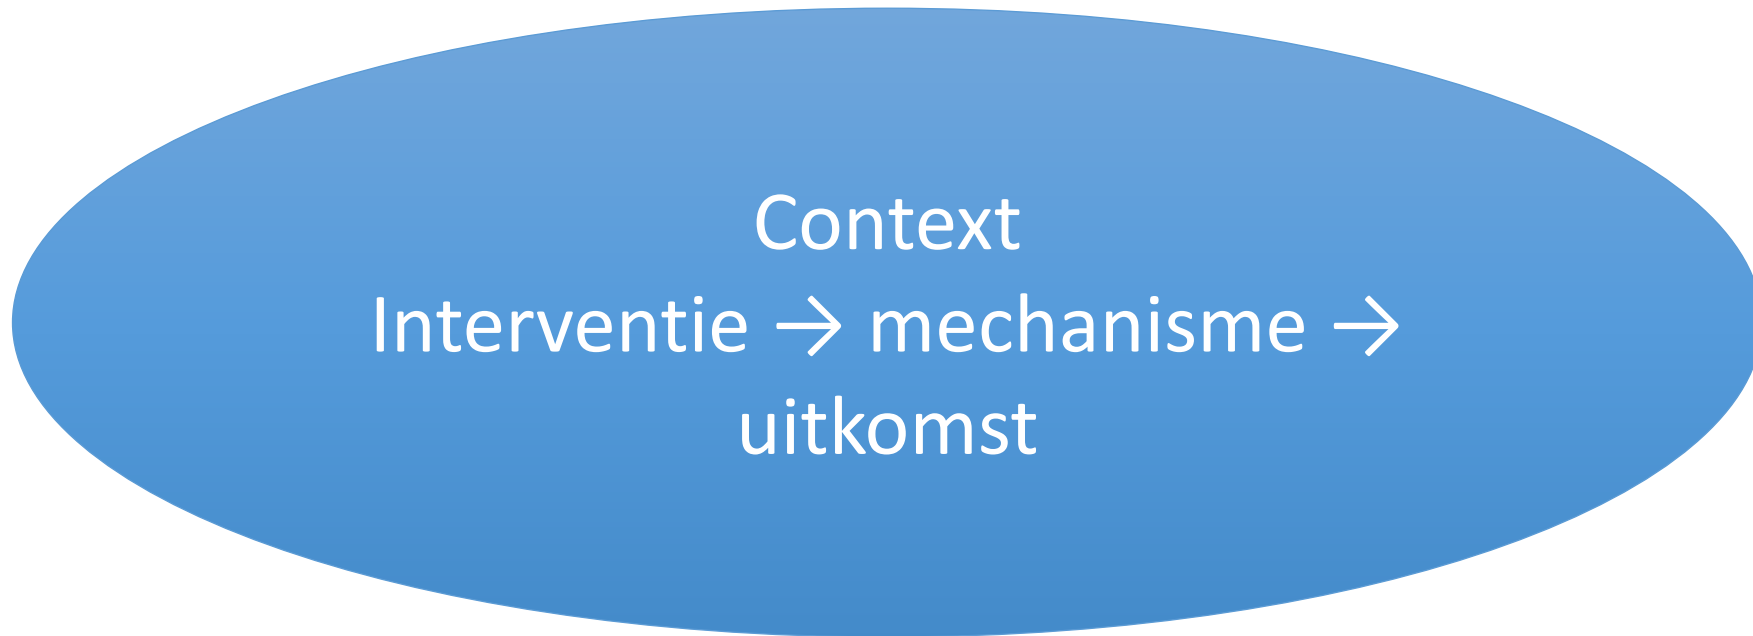 Context
Interventie → mechanisme →
uitkomst